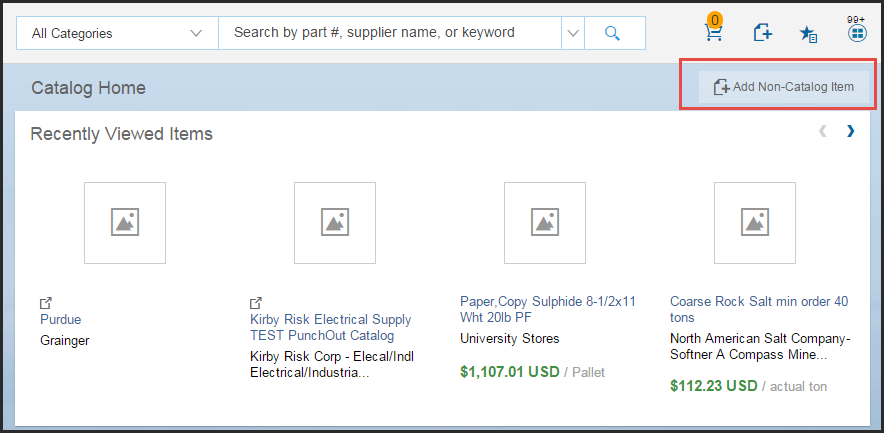 All Categories
Search by part #, supplier name, or keyword
0
99+
Catalog Home
Add Non-Catalog Item
Recently Viewed Items
Purdue
Grainger
Kirby Risk Electrical Supply
TEST PunchOut Catalog
Kirby Risk Corp - Elecal/Indl
Electrical/Industria...
Paper,Copy Sulphide 8-1/2x11
Wht 20lb PF
University Stores
$1,107.01 USD / Pallet
Coarse Rock Salt min order 40
tons
North American Salt Company-
Softner A Compass Mine...
$112.23 USD / actual ton